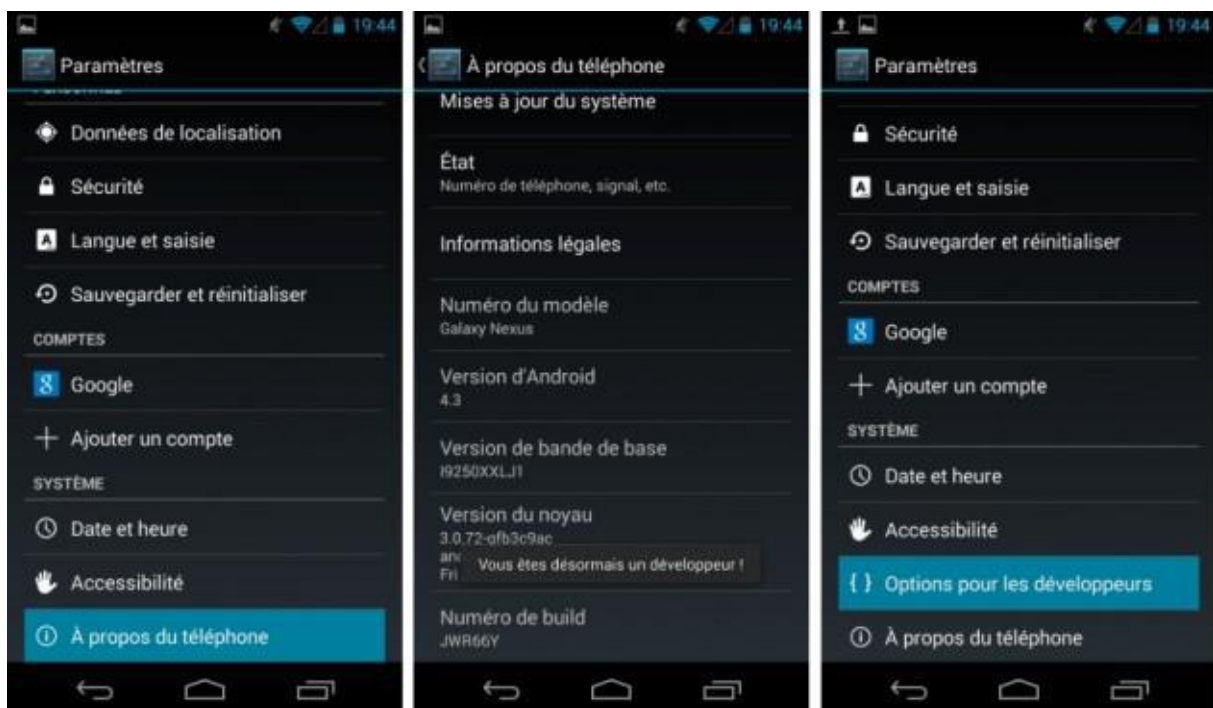 19:44
Paramètres
Données de localisation
Sécurité
Langue et saisie
Sauvegarder et réinitialiser
COMPTES
Google
Ajouter un compte
SYSTÈME
Date et heure
Accessibilité
À propos du téléphone
19:44
À propos du téléphone
Mises à jour du système
État
Numéro de téléphone, signal, etc.
Informations légales
Numéro du modèle
Galaxy Nexus
Version d'Android
4.3
Version de bande de base
I9250XXLJ1
Version du noyau
3.0.72-gfb3c9ac
Fri
Vous êtes désormais un développeur !
Numéro de build
JWR66Y
19:44
Paramètres
Sécurité
Langue et saisie
Sauvegarder et réinitialiser
COMPTES
Google
Ajouter un compte
SYSTÈME
Date et heure
Accessibilité
{ } Options pour les développeurs
À propos du téléphone